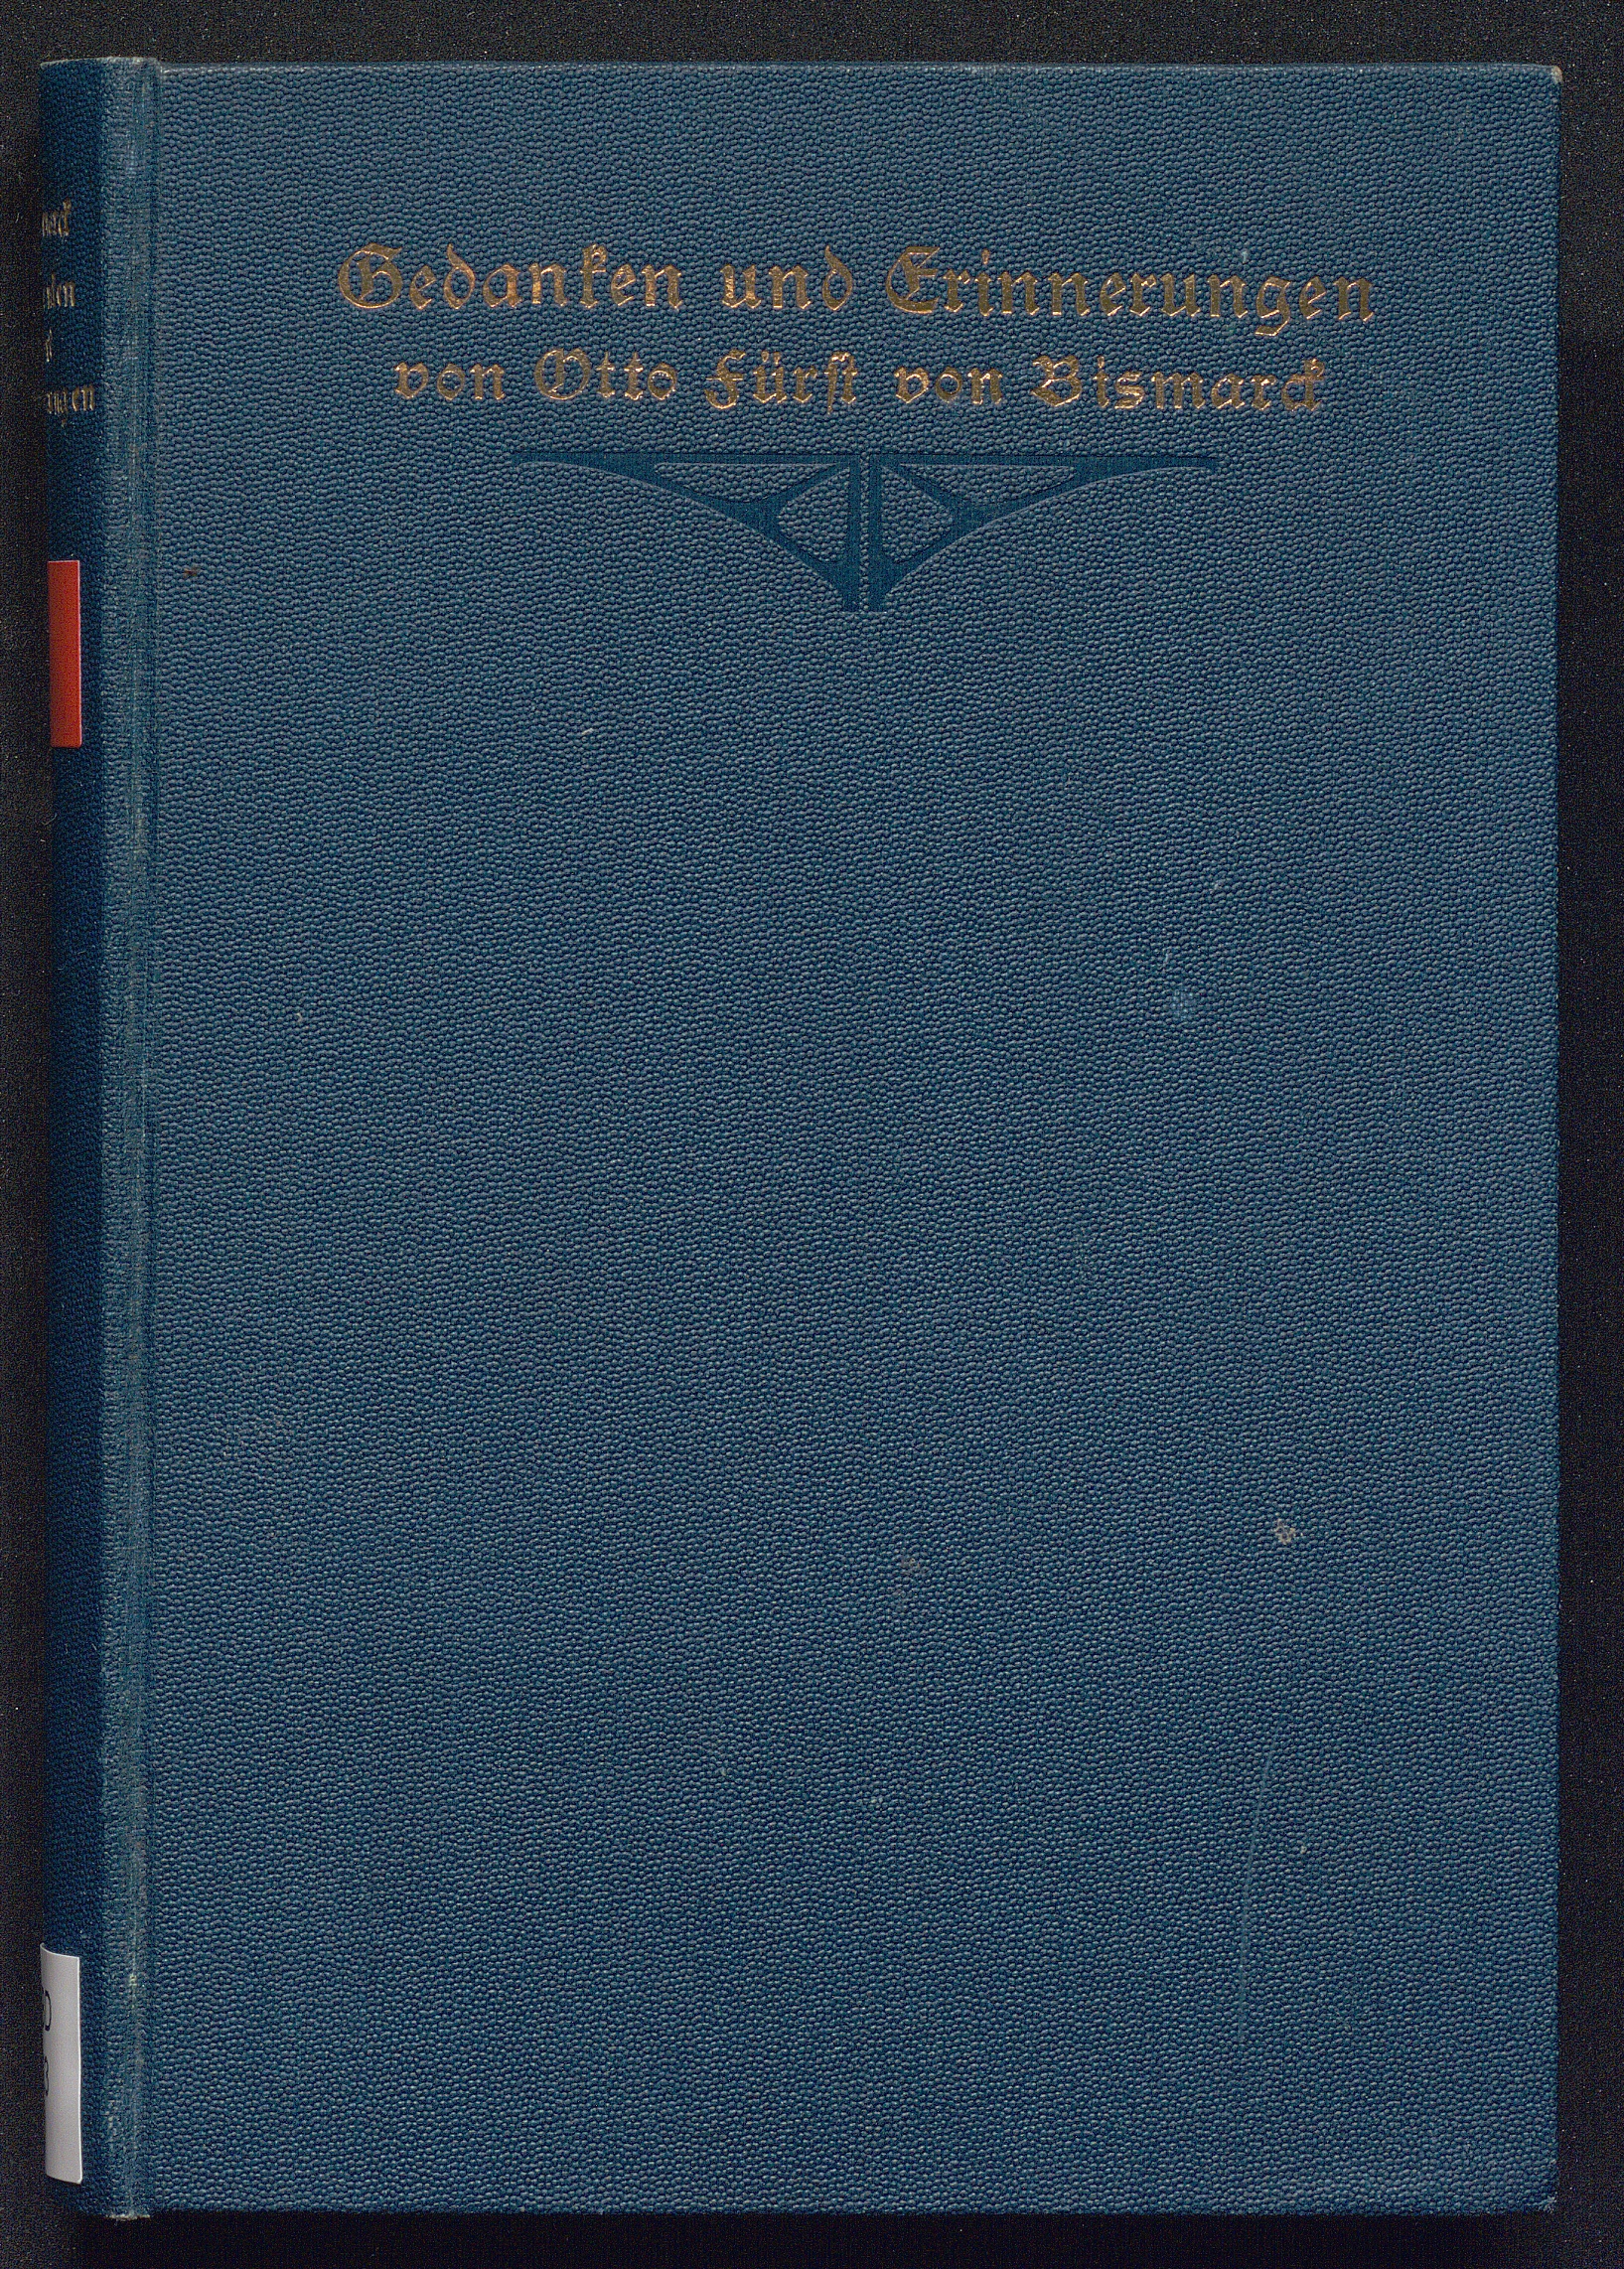 Gedanken und Erinnerungen
von Otto Fürst von Bismarck